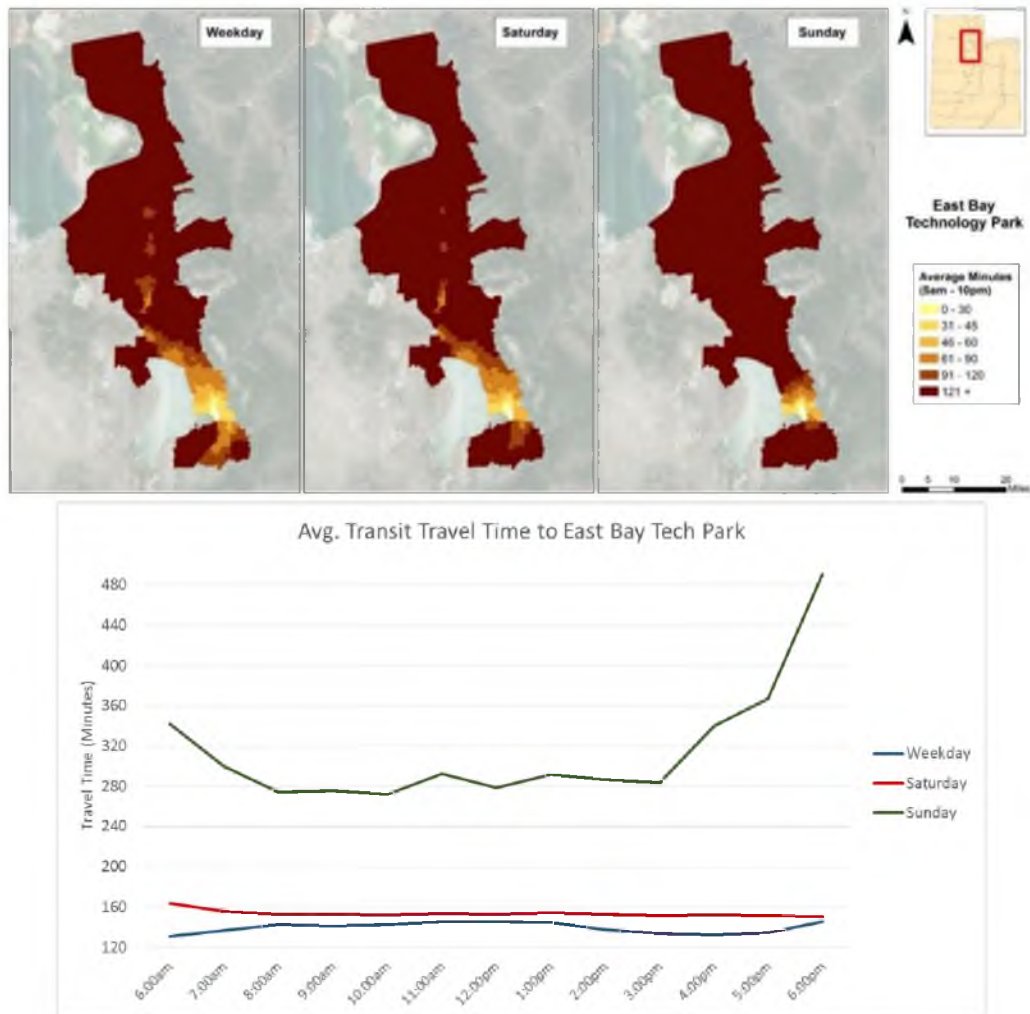 Weekday
Saturday
Sunday
N
East Bay
Technology Park
Average Minutes
(5am - 10pm)
0 - 30
31 - 45
46 - 60
61 - 90
91 - 120
121 +
0 5 10 20
Miles
Avg. Transit Travel Time to East Bay Tech Park
Travel Time (Minutes)
480
440
400
360
320
280
240
200
160
120
6:00am
7:00am
8:00am
9:00am
10:00am
11:00am
12:00pm
1:00pm
2:00pm
3:00pm
4:00pm
5:00pm
6:00pm
Weekday
Saturday
Sunday